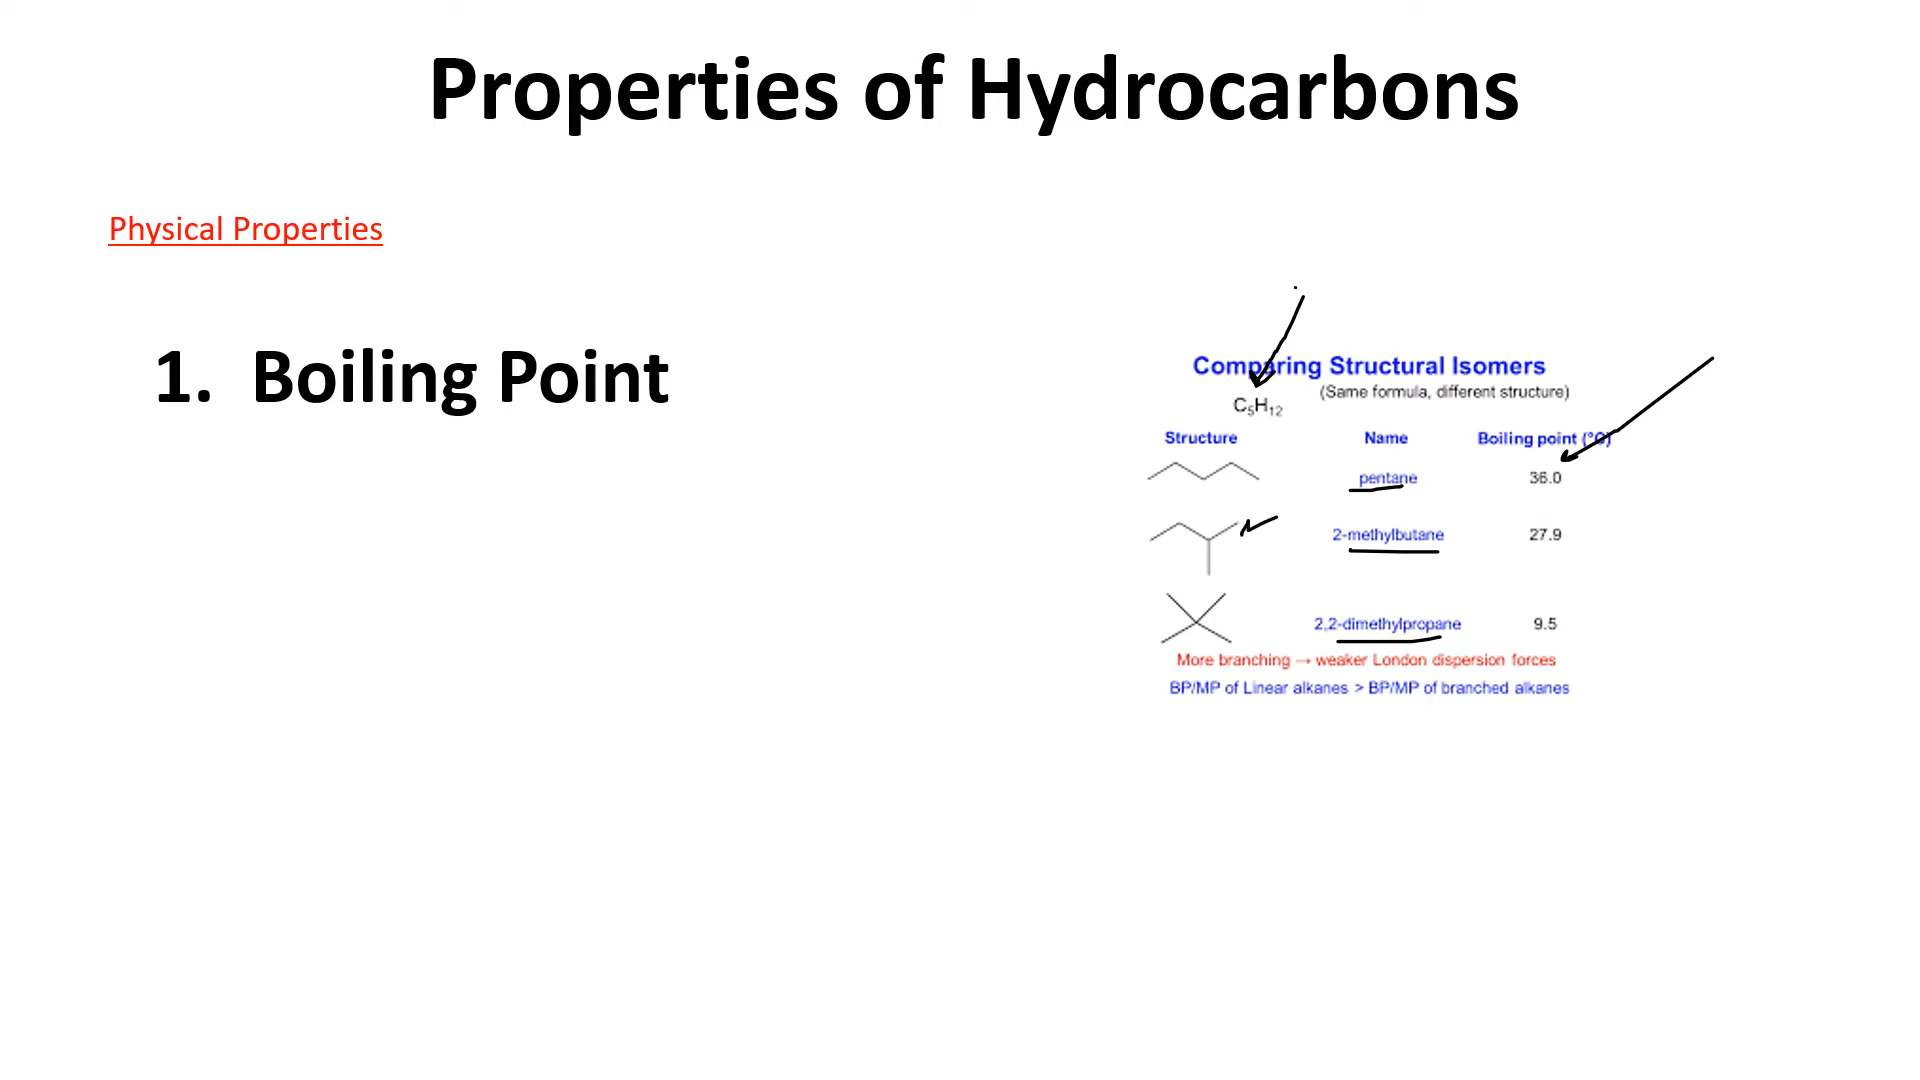 Properties of Hydrocarbons
Physical Properties
1. Boiling Point
Comparing Structural Isomers
(Same formula, different structure)
C₅H₁₂
Structure Name Boiling point (°C)
pentane 36.0
2-methylbutane 27.9
2,2-dimethylpropane 9.5
More branching → weaker London dispersion forces
BP/MP of Linear alkanes > BP/MP of branched alkanes